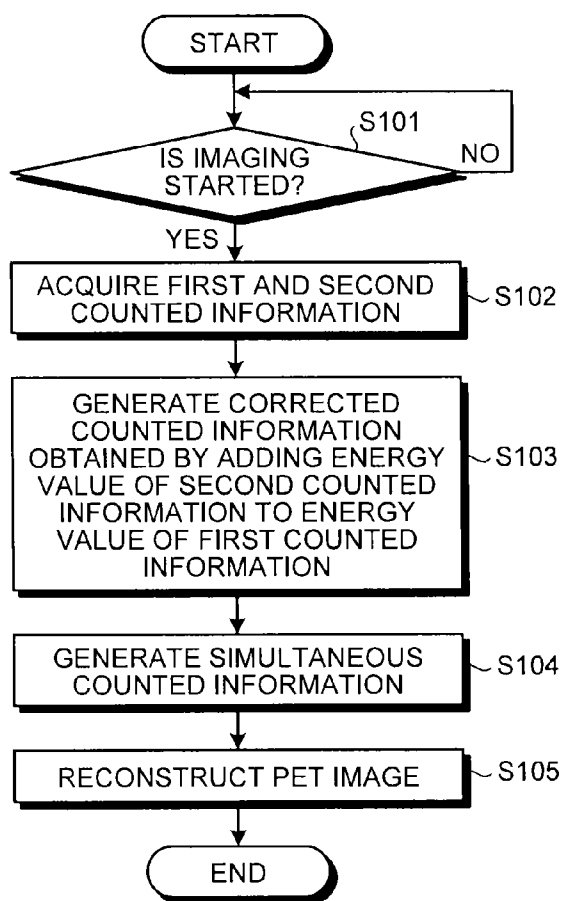 START
S101
IS IMAGING
STARTED?
NO
YES
ACQUIRE FIRST AND SECOND
COUNTED INFORMATION
S102
GENERATE CORRECTED
COUNTED INFORMATION
OBTAINED BY ADDING ENERGY
VALUE OF SECOND COUNTED
INFORMATION TO ENERGY
VALUE OF FIRST COUNTED
INFORMATION
S103
GENERATE SIMULTANEOUS
COUNTED INFORMATION
S104
RECONSTRUCT PET IMAGE
S105
END